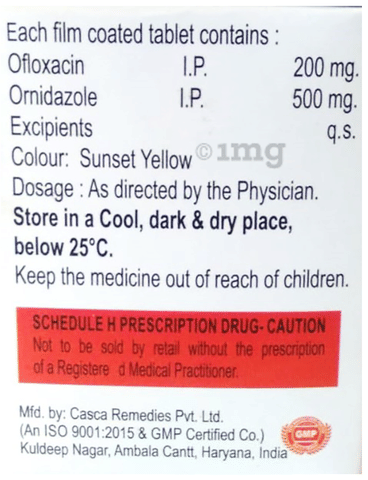 Each film coated tablet contains :
Ofloxacin I.P. 200 mg.
Ornidazole I.P. 500 mg.
Excipients q.s.
Colour: Sunset Yellow ©1mg
Dosage : As directed by the Physician.
Store in a Cool, dark & dry place,
below 25°C.
Keep the medicine out of reach of children.
SCHEDULE H PRESCRIPTION DRUG- CAUTION
Not to be sold by retail without the prescription
of a Registere d Medical Practitioner.
Mfd. by: Casca Remedies Pvt. Ltd.
(An ISO 9001:2015 & GMP Certified Co.)
Kuldeep Nagar, Ambala Cantt, Haryana, India
GMP